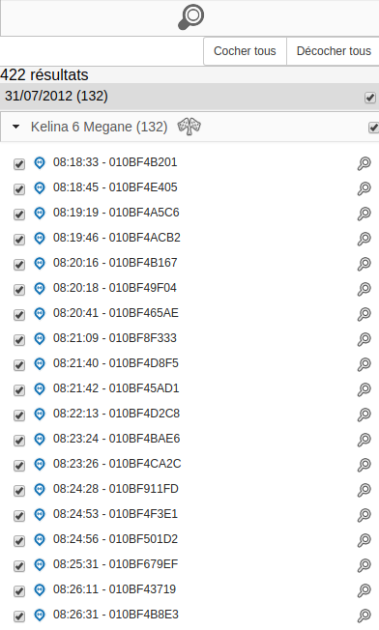 Cocher tous Décocher tous
422 résultats
31/07/2012 (132)
Kelina 6 Megane (132)
08:18:33 - 010BF4B201
08:18:45 - 010BF4E405
08:19:19 - 010BF4A5C6
08:19:46 - 010BF4ACB2
08:20:16 - 010BF4B167
08:20:18 - 010BF49F04
08:20:41 - 010BF465AE
08:21:09 - 010BF8F333
08:21:40 - 010BF4D8F5
08:21:42 - 010BF45AD1
08:22:13 - 010BF4D2C8
08:23:24 - 010BF4BAE6
08:23:26 - 010BF4CA2C
08:24:28 - 010BF911FD
08:24:53 - 010BF4F3E1
08:24:56 - 010BF501D2
08:25:31 - 010BF679EF
08:26:11 - 010BF43719
08:26:31 - 010BF4B8E3